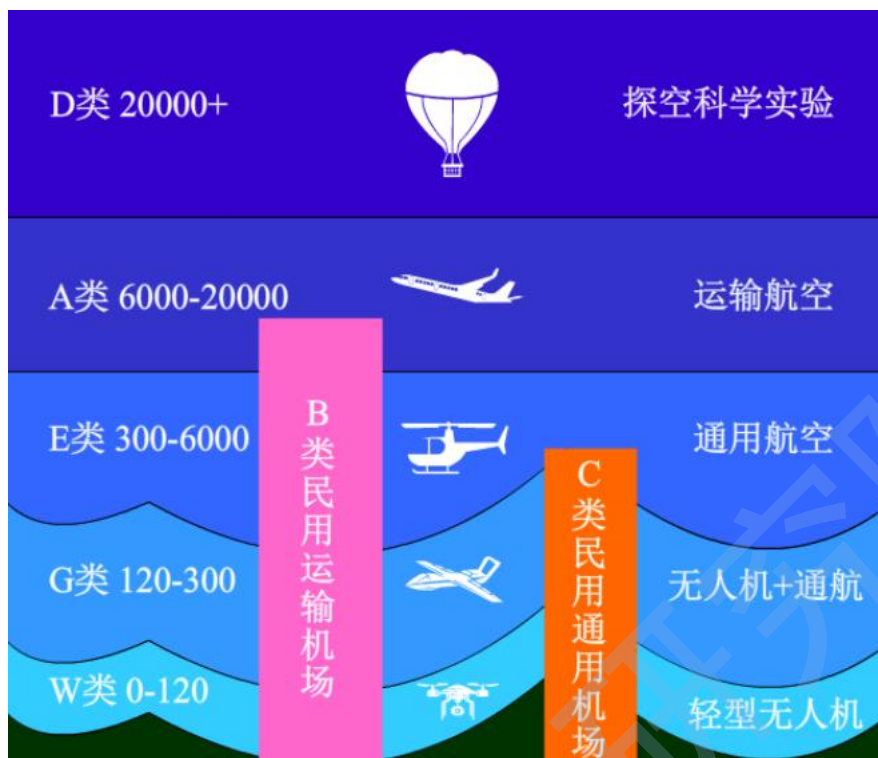 D类 20000+
探空科学实验
A类 6000-20000
运输航空
E类 300-6000
通用航空
B类民用运输机场
C类民用通用机场
G类 120-300
无人机+通航
W类 0-120
轻型无人机